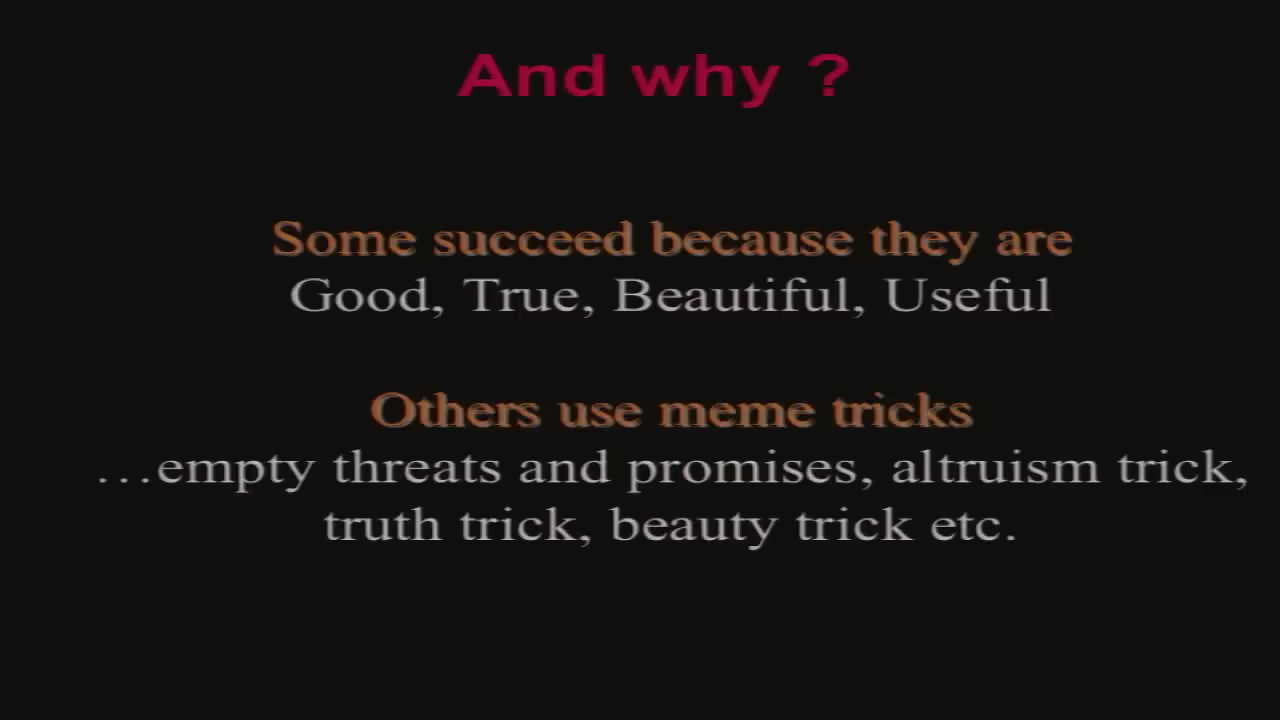 And why ?
Some succeed because they are
Good, True, Beautiful, Useful
Others use meme tricks
…empty threats and promises, altruism trick,
truth trick, beauty trick etc.